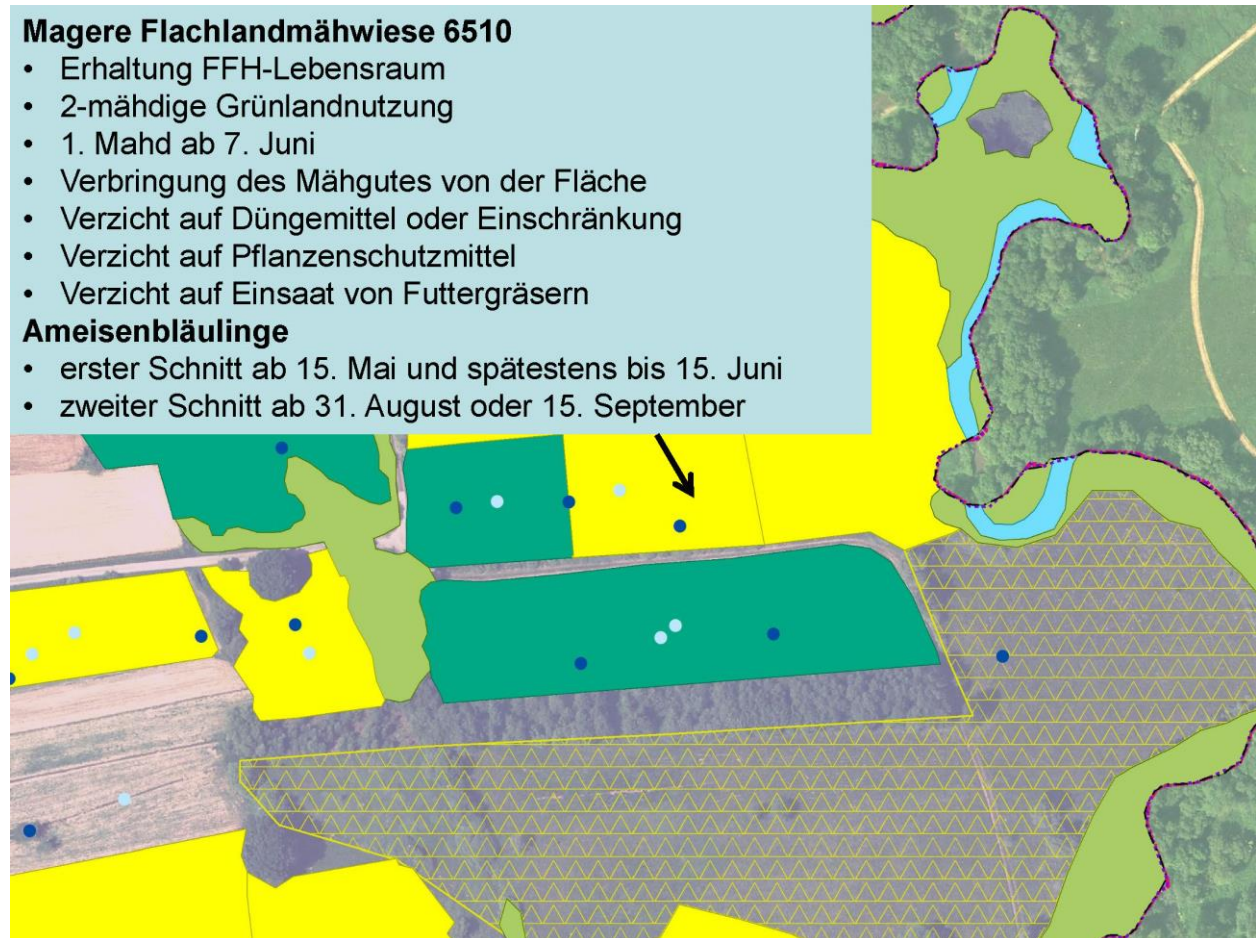 Magere Flachlandmähwiese 6510
• Erhaltung FFH-Lebensraum
• 2-mähdige Grünlandnutzung
• 1. Mahd ab 7. Juni
• Verbringung des Mähgutes von der Fläche
• Verzicht auf Düngemittel oder Einschränkung
• Verzicht auf Pflanzenschutzmittel
• Verzicht auf Einsaat von Futtergräsern
Ameisenbläulinge
• erster Schnitt ab 15. Mai und spätestens bis 15. Juni
• zweiter Schnitt ab 31. August oder 15. September